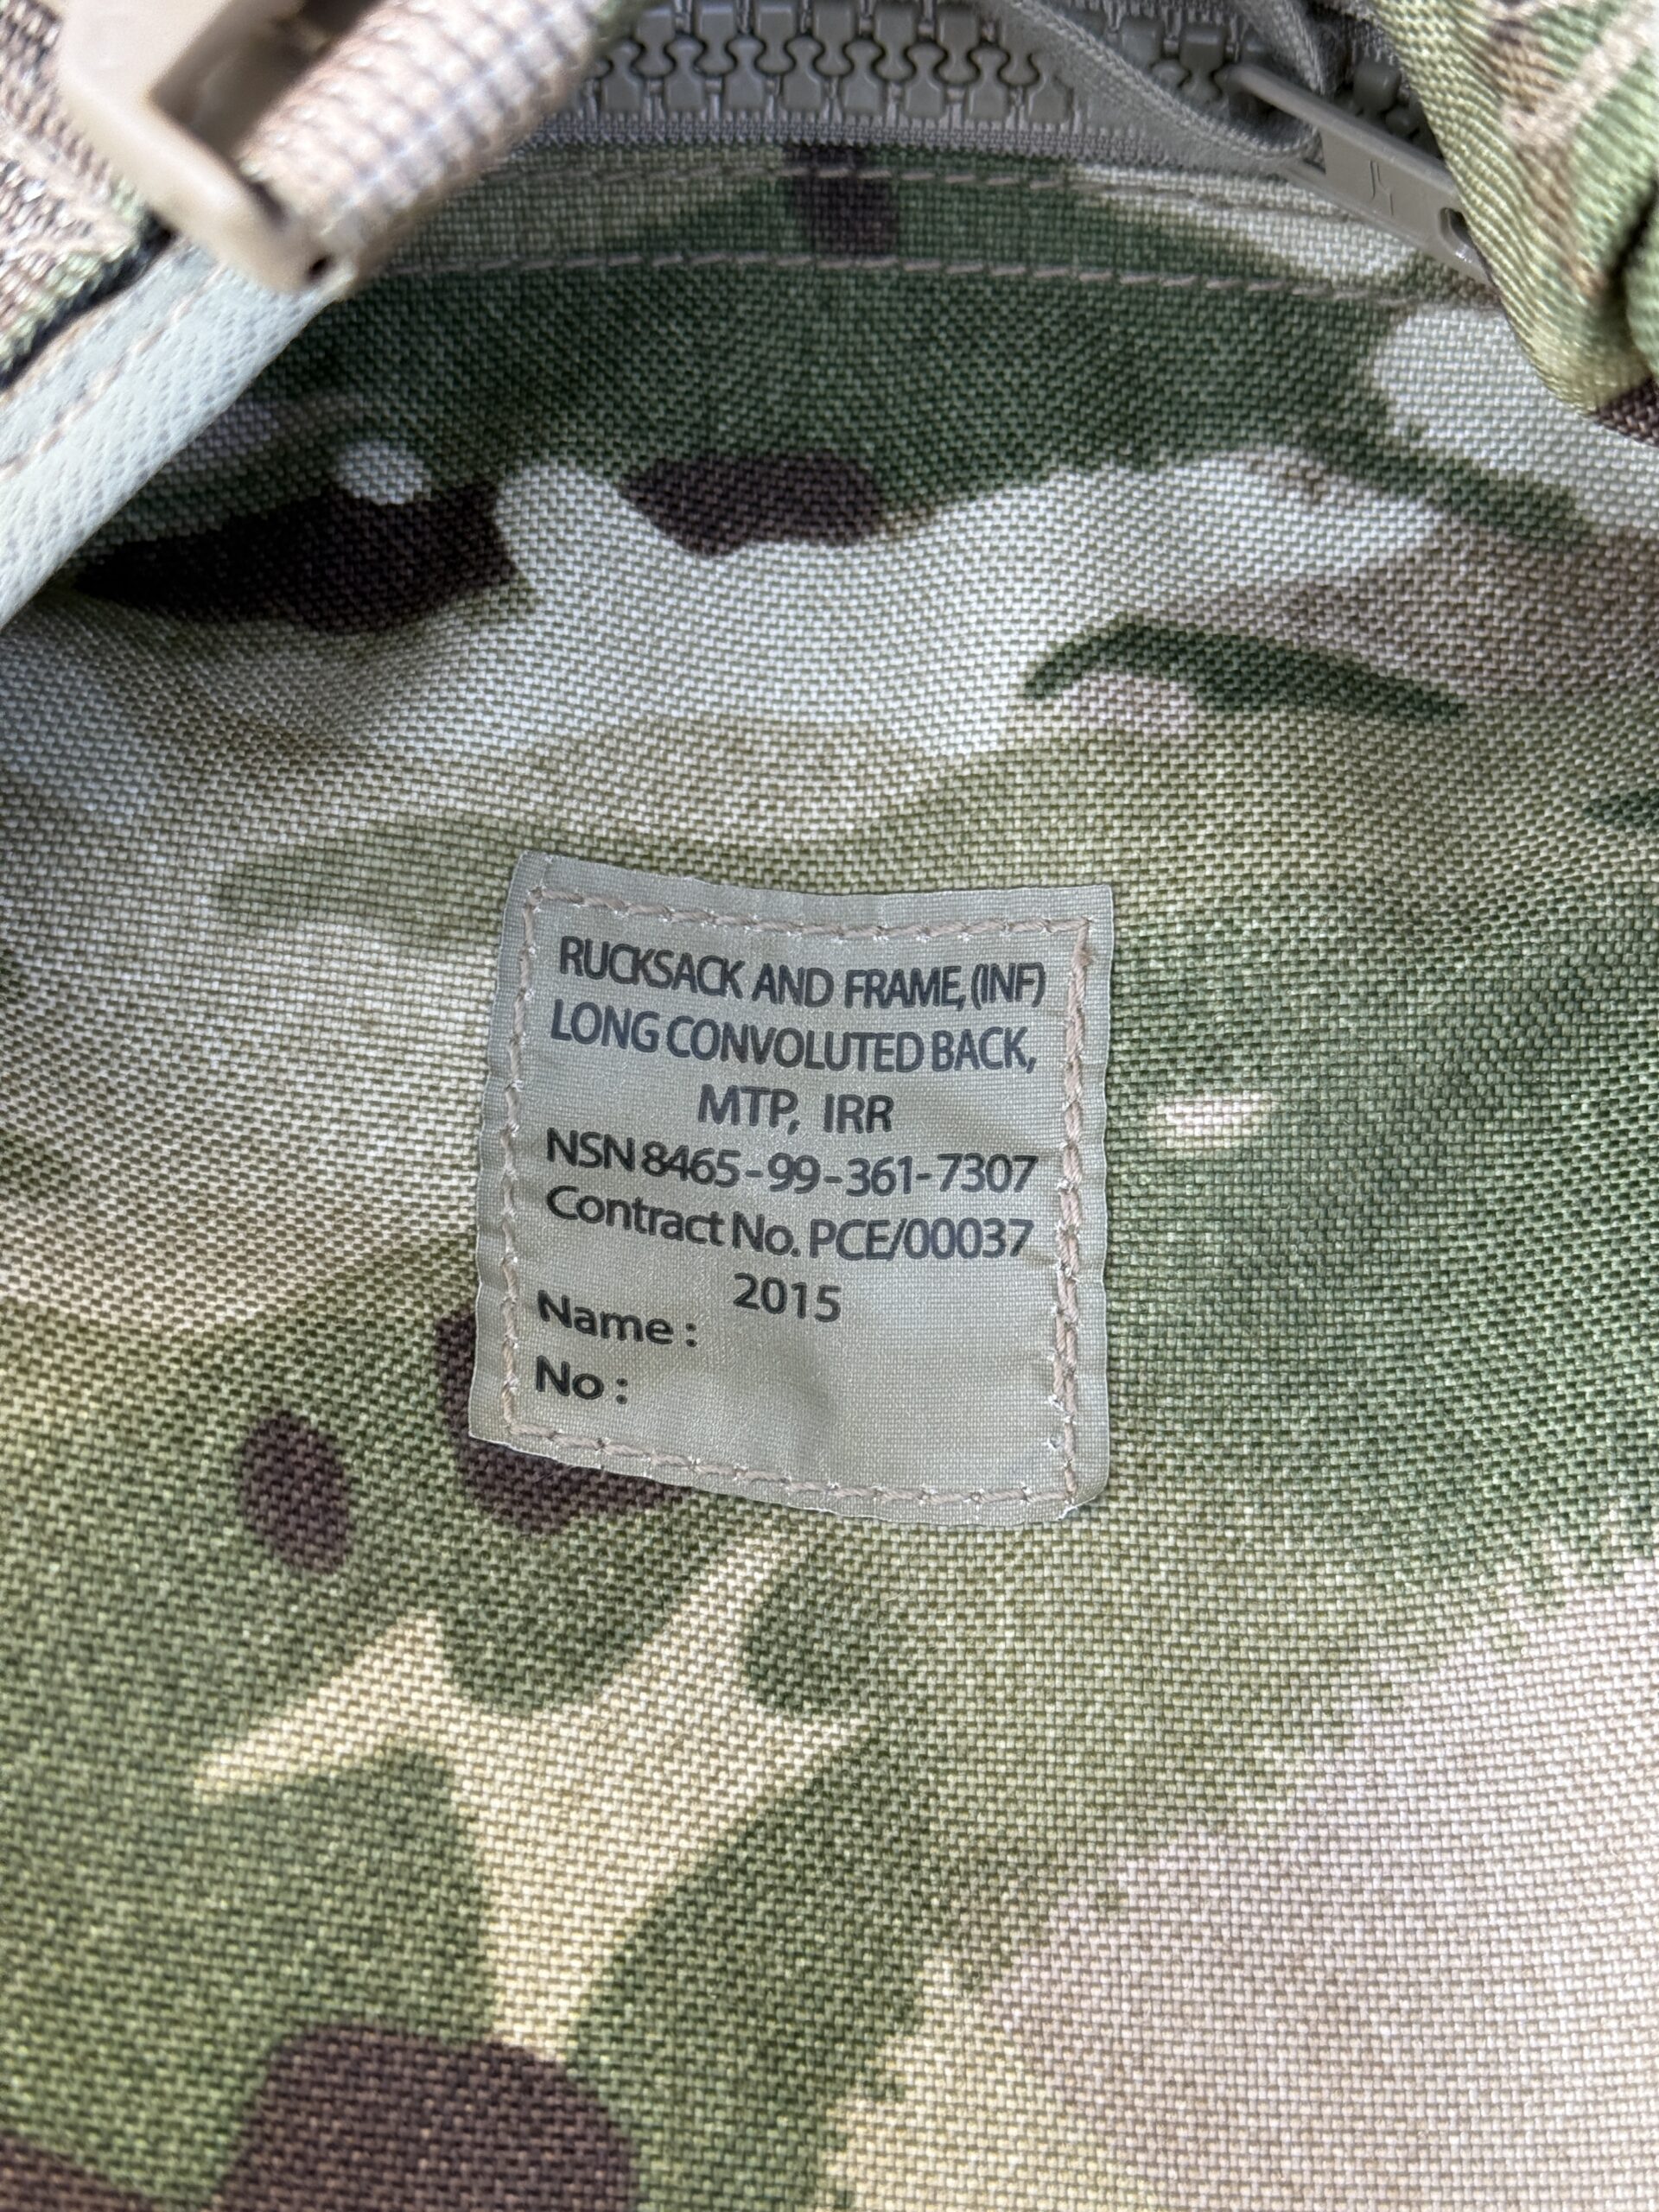 RUCKSACK AND FRAME, (INF)
LONG CONVOLUTED BACK,
MTP, IRR
NSN 8465-99-361-7307
Contract No. PCE/00037
2015
Name :
No :